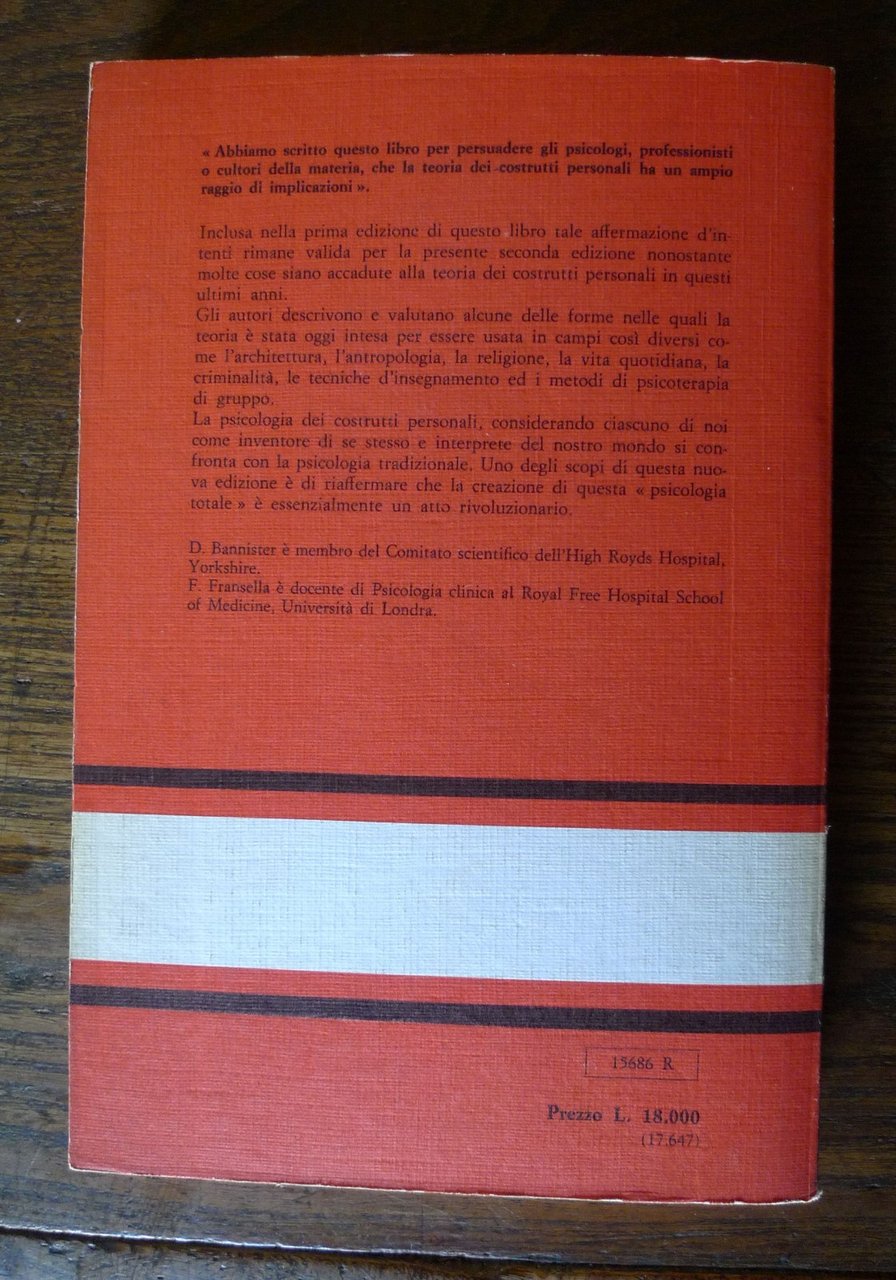 « Abbiamo scritto questo libro per persuadere gli psicologi, professionisti
o cultori della materia, che la teoria dei costrutti personali ha un ampio
raggio di implicazioni ».
Inclusa nella prima edizione di questo libro tale affermazione d'in-
tenti rimane valida per la presente seconda edizione nonostante
molte cose siano accadute alla teoria dei costrutti personali in questi
ultimi anni.
Gli autori descrivono e valutano alcune delle forme nelle quali la
teoria è stata oggi intesa per essere usata in campi così diversi co-
me l'architettura, l'antropologia, la religione, la vita quotidiana, la
criminalità, le tecniche d'insegnamento ed i metodi di psicoterapia
di gruppo.
La psicologia dei costrutti personali, considerando ciascuno di noi
come inventore di se stesso e interprete del nostro mondo si con-
fronta con la psicologia tradizionale. Uno degli scopi di questa nuo-
va edizione è di riaffermare che la creazione di questa « psicologia
totale » è essenzialmente un atto rivoluzionario.
D. Bannister è membro del Comitato scientifico dell'High Royds Hospital,
Yorkshire.
F. Fransella è docente di Psicologia clinica al Royal Free Hospital School
of Medicine, Università di Londra.
15686 R
Prezzo L. 18.000
(17.647)